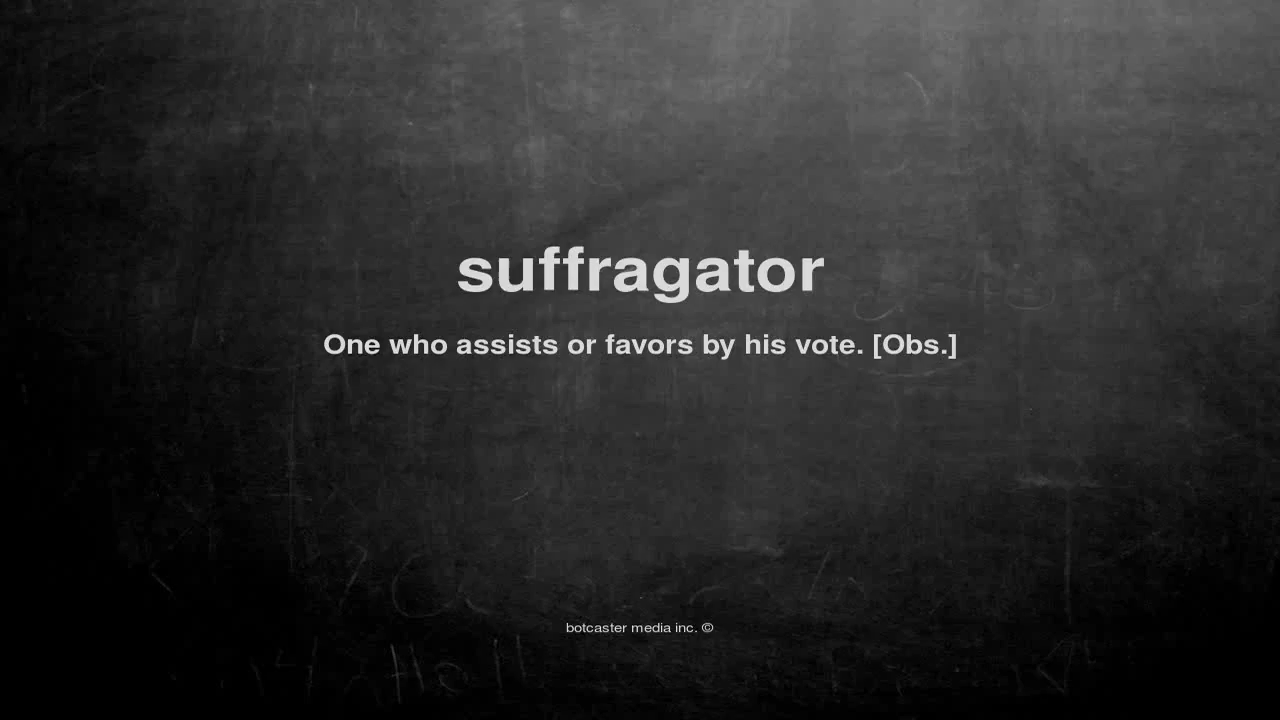 suffragator
One who assists or favors by his vote. [Obs.]
botcaster media inc. ©